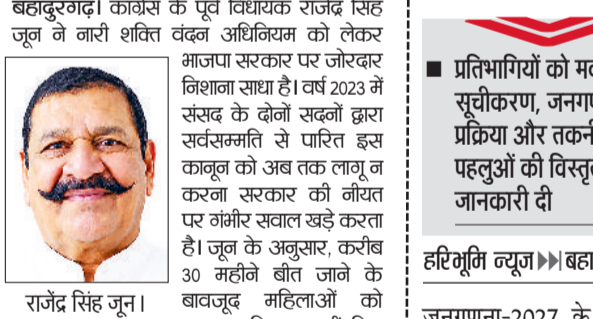 बहादुरगढ़। कांग्रेस के पूर्व विधायक राजेंद्र सिंह
जून ने नारी शक्ति वंदन अधिनियम को लेकर
भाजपा सरकार पर जोरदार
निशाना साधा है। वर्ष 2023 में
संसद के दोनों सदनों द्वारा
सर्वसम्मति से पारित इस
कानून को अब तक लागू न
करना सरकार की नीयत
पर गंभीर सवाल खड़े करता
है। जून के अनुसार, करीब
30 महीने बीत जाने के
बावजूद महिलाओं को
राजेंद्र सिंह जून।
■ प्रतिभागियों को
सूचीकरण,
प्रक्रिया और
पहलुओं की
जानकारी दी
हरिभूमि न्यूज▶▶|
जनगणना-2027 के